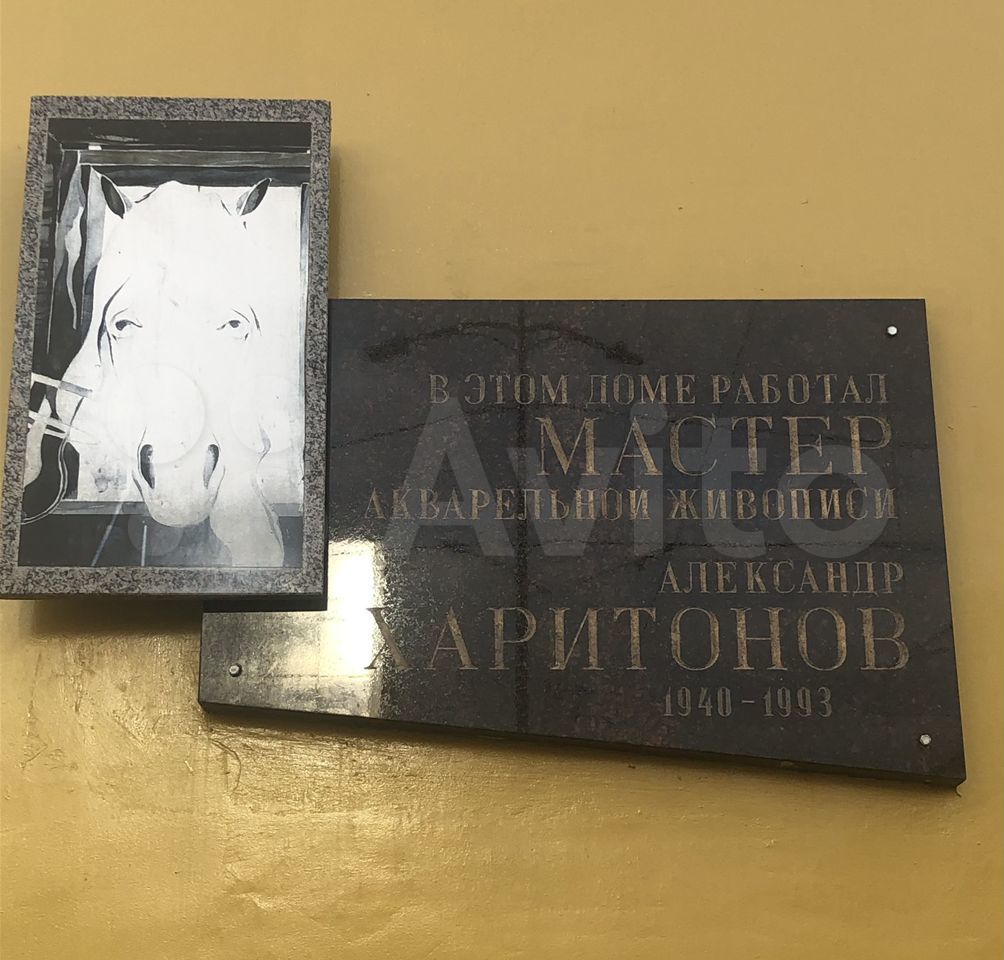 В ЭТОМ ДОМЕ РАБОТАЛ
МАСТЕР
АКВАРЕЛЬНОЙ ЖИВОПИСИ
АЛЕКСАНДР
ХАРИТОНОВ
1940-1993
Avito